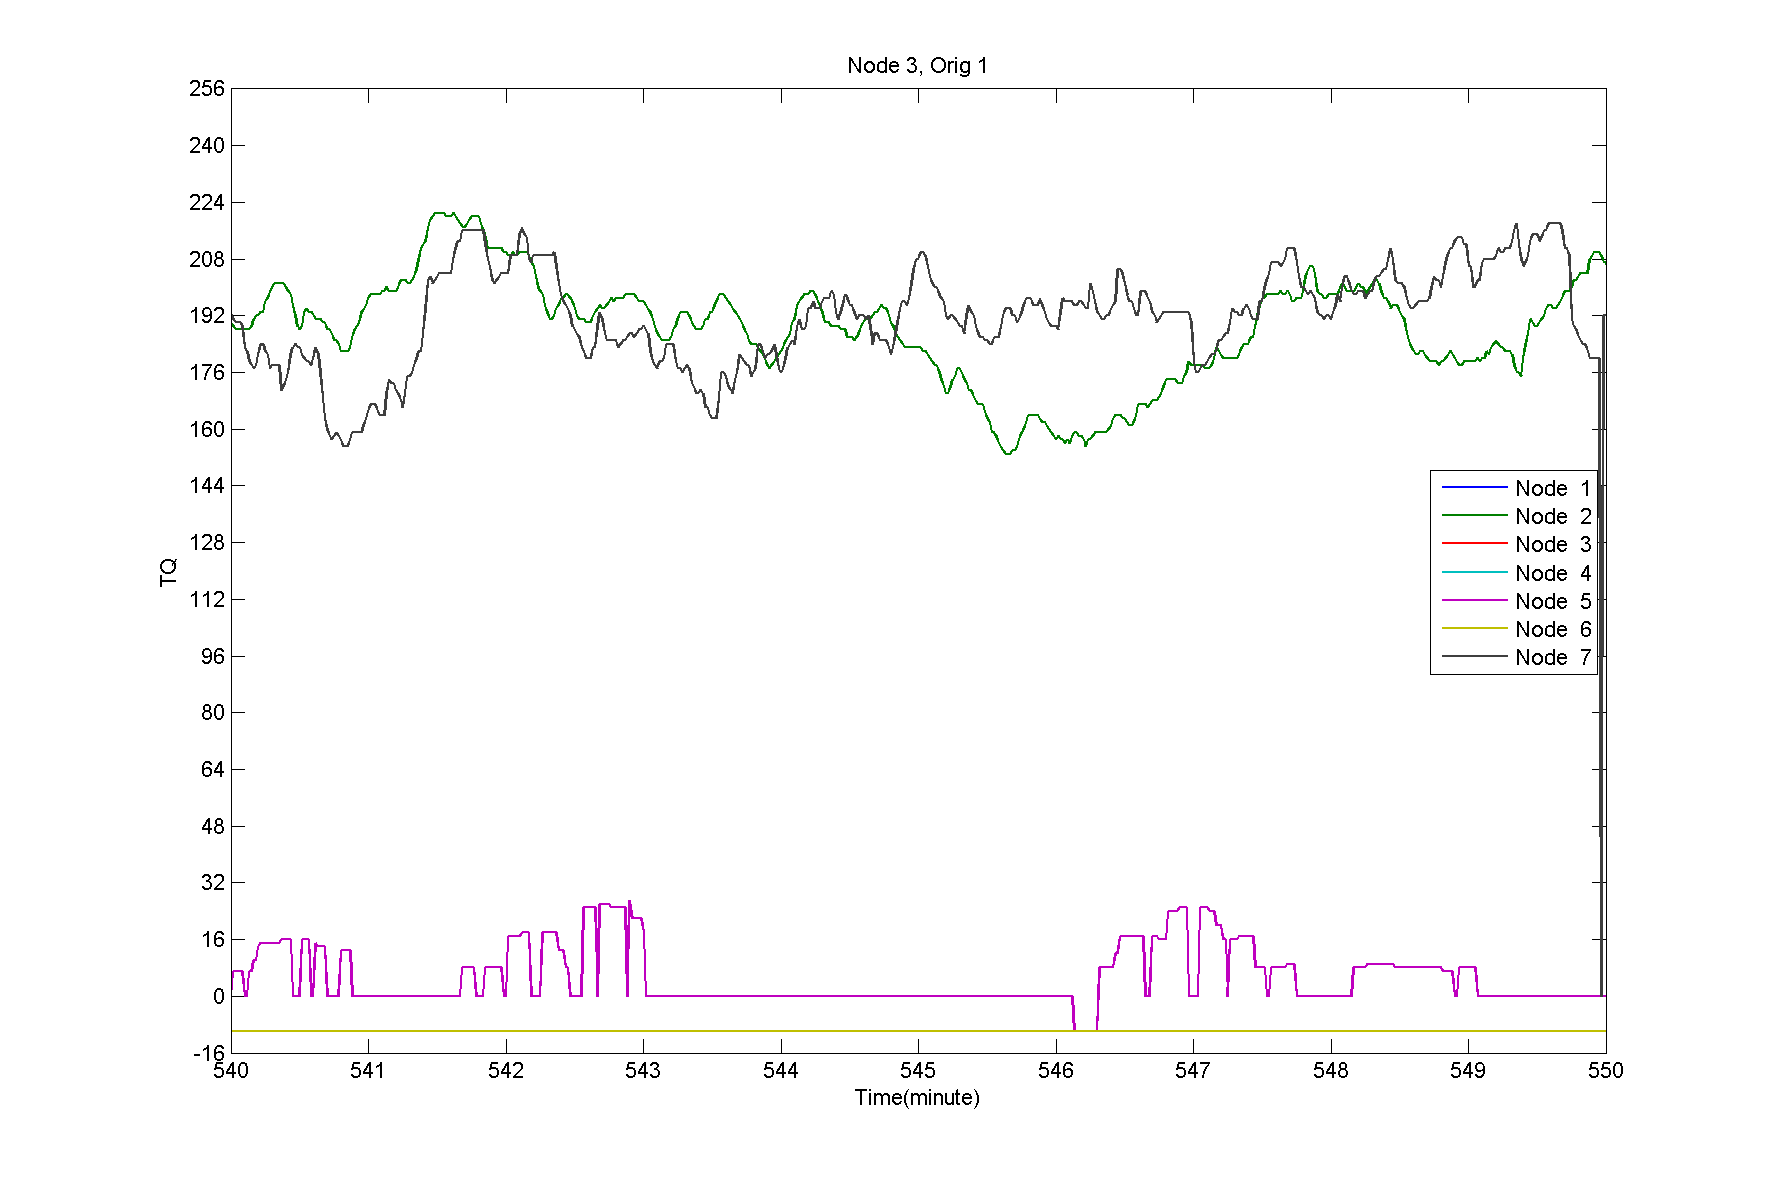 Node 3, Orig 1
256
240
224
208
192
176
160
144
128
112
96
80
64
48
32
16
0
-16
TQ
Node 1
Node 2
Node 3
Node 4
Node 5
Node 6
Node 7
540 541 542 543 544 545 546 547 548 549 550
Time(minute)